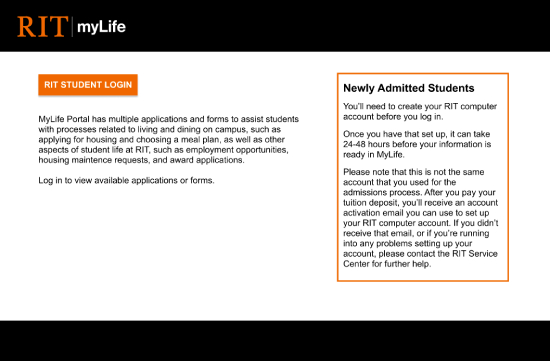 RIT myLife
RIT STUDENT LOGIN
MyLife Portal has multiple applications and forms to assist students
with processes related to living and dining on campus, such as
applying for housing and choosing a meal plan, as well as other
aspects of student life at RIT, such as employment opportunities,
housing maintence requests, and award applications.
Log in to view available applications or forms.
Newly Admitted Students
You'll need to create your RIT computer
account before you log in.
Once you have that set up, it can take
24-48 hours before your information is
ready in MyLife.
Please note that this is not the same
account that you used for the
admissions process. After you pay your
tuition deposit, you'll receive an account
activation email you can use to set up
your RIT computer account. If you didn't
receive that email, or if you're running
into any problems setting up your
account, please contact the RIT Service
Center for further help.